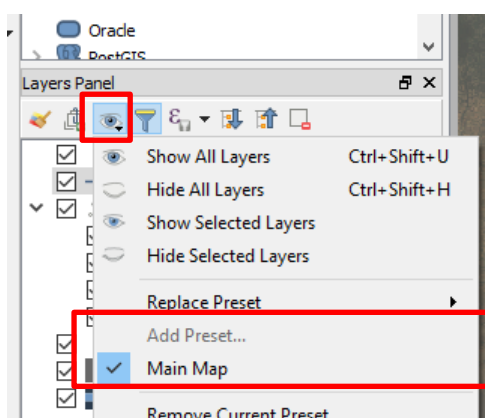 Oracle
PostGIS
Layers Panel
Show All Layers Ctrl+Shift+U
Hide All Layers Ctrl+Shift+H
Show Selected Layers
Hide Selected Layers
Replace Preset
Add Preset...
Main Map
Remove Current Preset